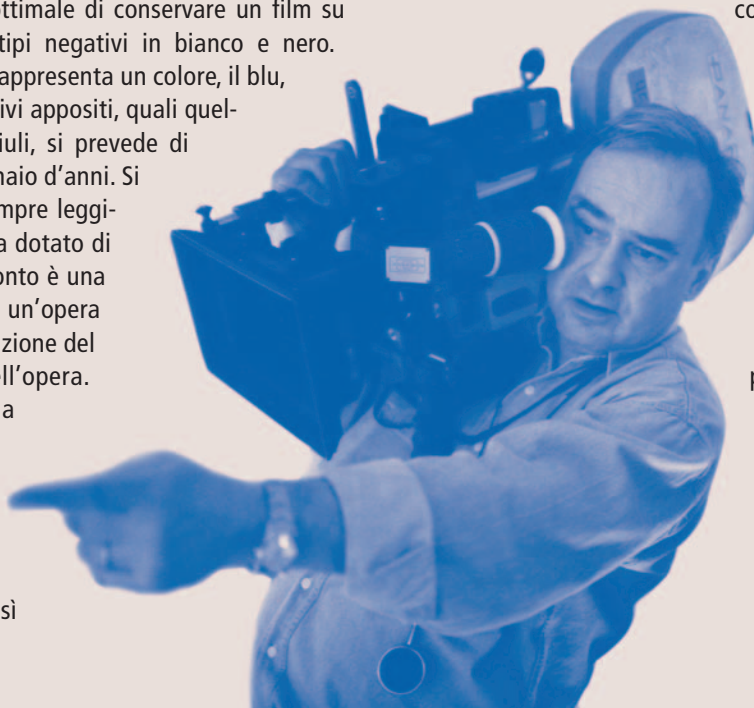 ottimale di conservare un film su
tipi negativi in bianco e nero.
appresenta un colore, il blu,
ivi appositi, quali quel-
iuli, si prevede di
naio d'anni. Si
mpre leggi-
a dotato di
onto è una
un'opera
zione del
ell'opera.
a
sì
co
p
PANA